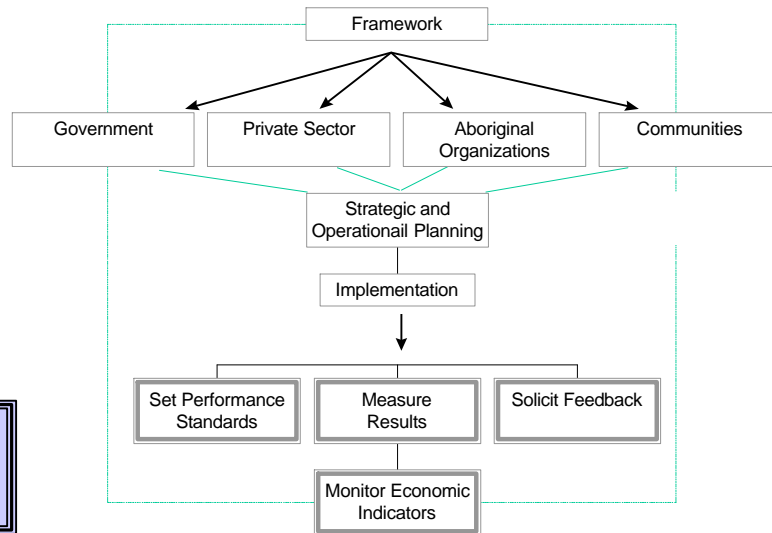 Framework
Government
Private Sector
Aboriginal
Organizations
Communities
Strategic and
Operationail Planning
Implementation
Set Performance
Standards
Measure
Results
Solicit Feedback
Monitor Economic
Indicators